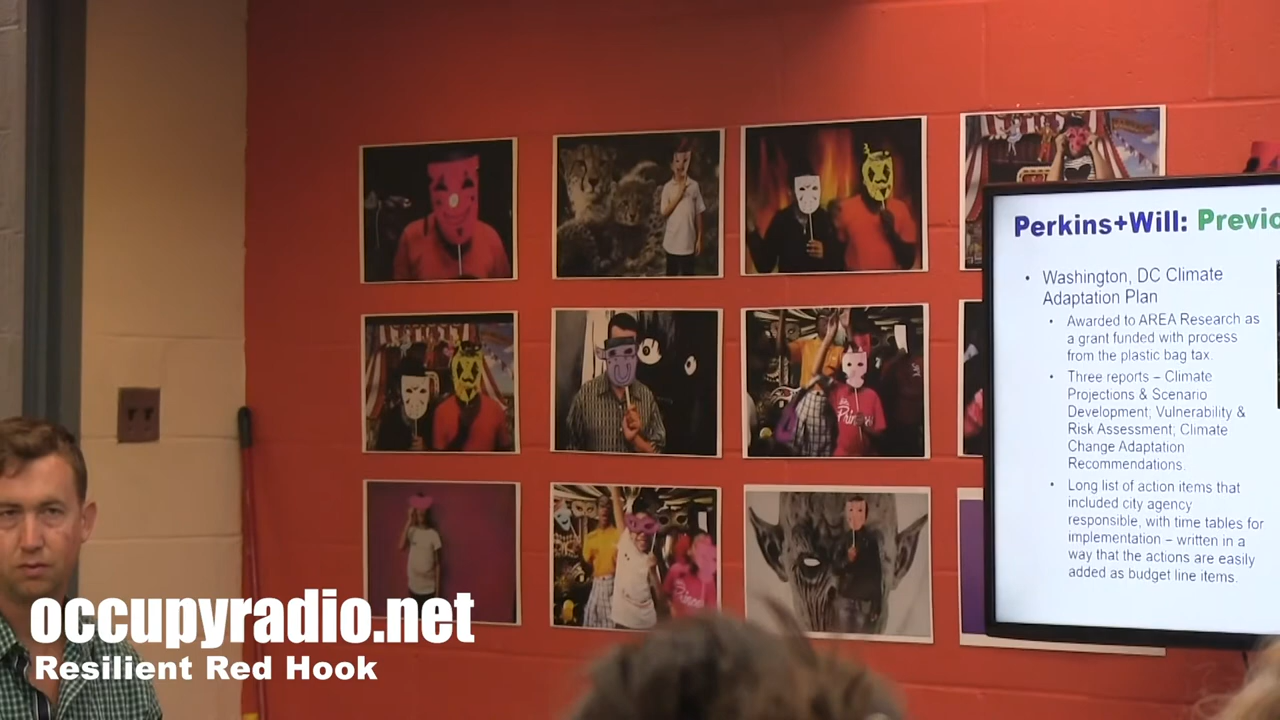 Perkins+Will: Previo
• Washington, DC Climate
Adaptation Plan
• Awarded to AREA Research as
a grant funded with process
from the plastic bag tax.
• Three reports – Climate
Projections & Scenario
Development; Vulnerability &
Risk Assessment; Climate
Change Adaptation
Recommendations.
• Long list of action items that
included city agency
responsible, with time tables for
implementation – written in a
way that the actions are easily
added as budget line items.
Princess
occupyradio.net
Resilient Red Hook